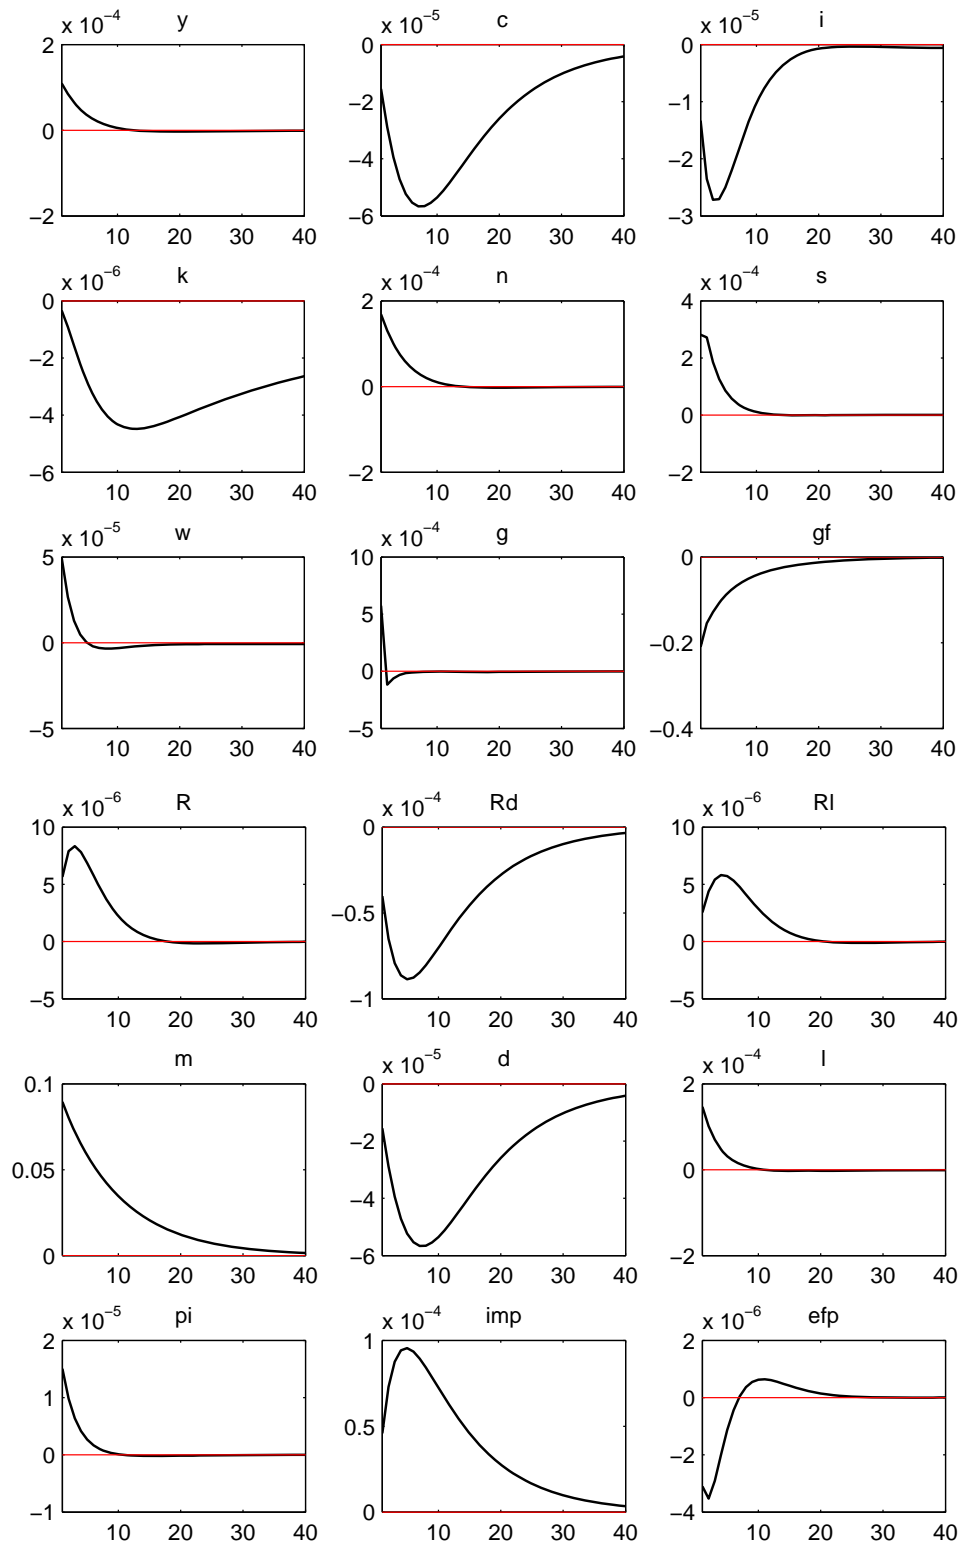 x 10⁻⁴ y x 10⁻⁵ c x 10⁻⁵ i
2 0 0
0 −2 −1
−4 −2
−2 −6 −3
10 20 30 40 10 20 30 40 10 20 30 40
x 10⁻⁶ k x 10⁻⁴ n x 10⁻⁴ s
0 2 4
−2 2
0
−4 0
−6 −2 −2
10 20 30 40 10 20 30 40 10 20 30 40
x 10⁻⁵ w x 10⁻⁴ g gf
5 10 0
5
0 −0.2
0
−5 −5 −0.4
10 20 30 40 10 20 30 40 10 20 30 40
x 10⁻⁶ R x 10⁻⁴ Rd x 10⁻⁶ Rl
10 0 10
5 −0.5 5
0 0
−5 −1 −5
10 20 30 40 10 20 30 40 10 20 30 40
m x 10⁻⁵ d x 10⁻⁴ l
0.1 0 2
−2
0.05 0
−4
0 −6 −2
10 20 30 40 10 20 30 40 10 20 30 40
x 10⁻⁵ pi x 10⁻⁴ imp x 10⁻⁶ efp
2 1 2
1 0.5 0
0 −2
−1 0 −4
10 20 30 40 10 20 30 40 10 20 30 40